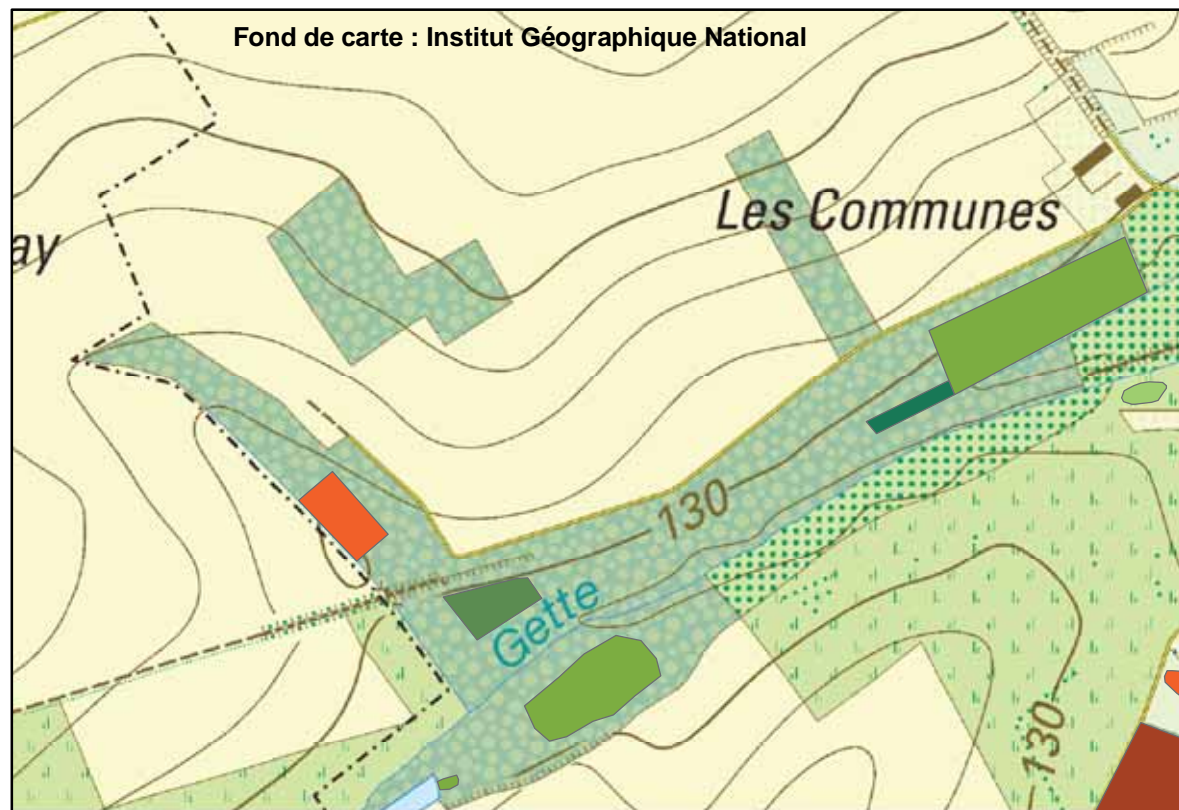 Fond de carte : Institut Géographique National
Les Communes
ay
130
Gette
130